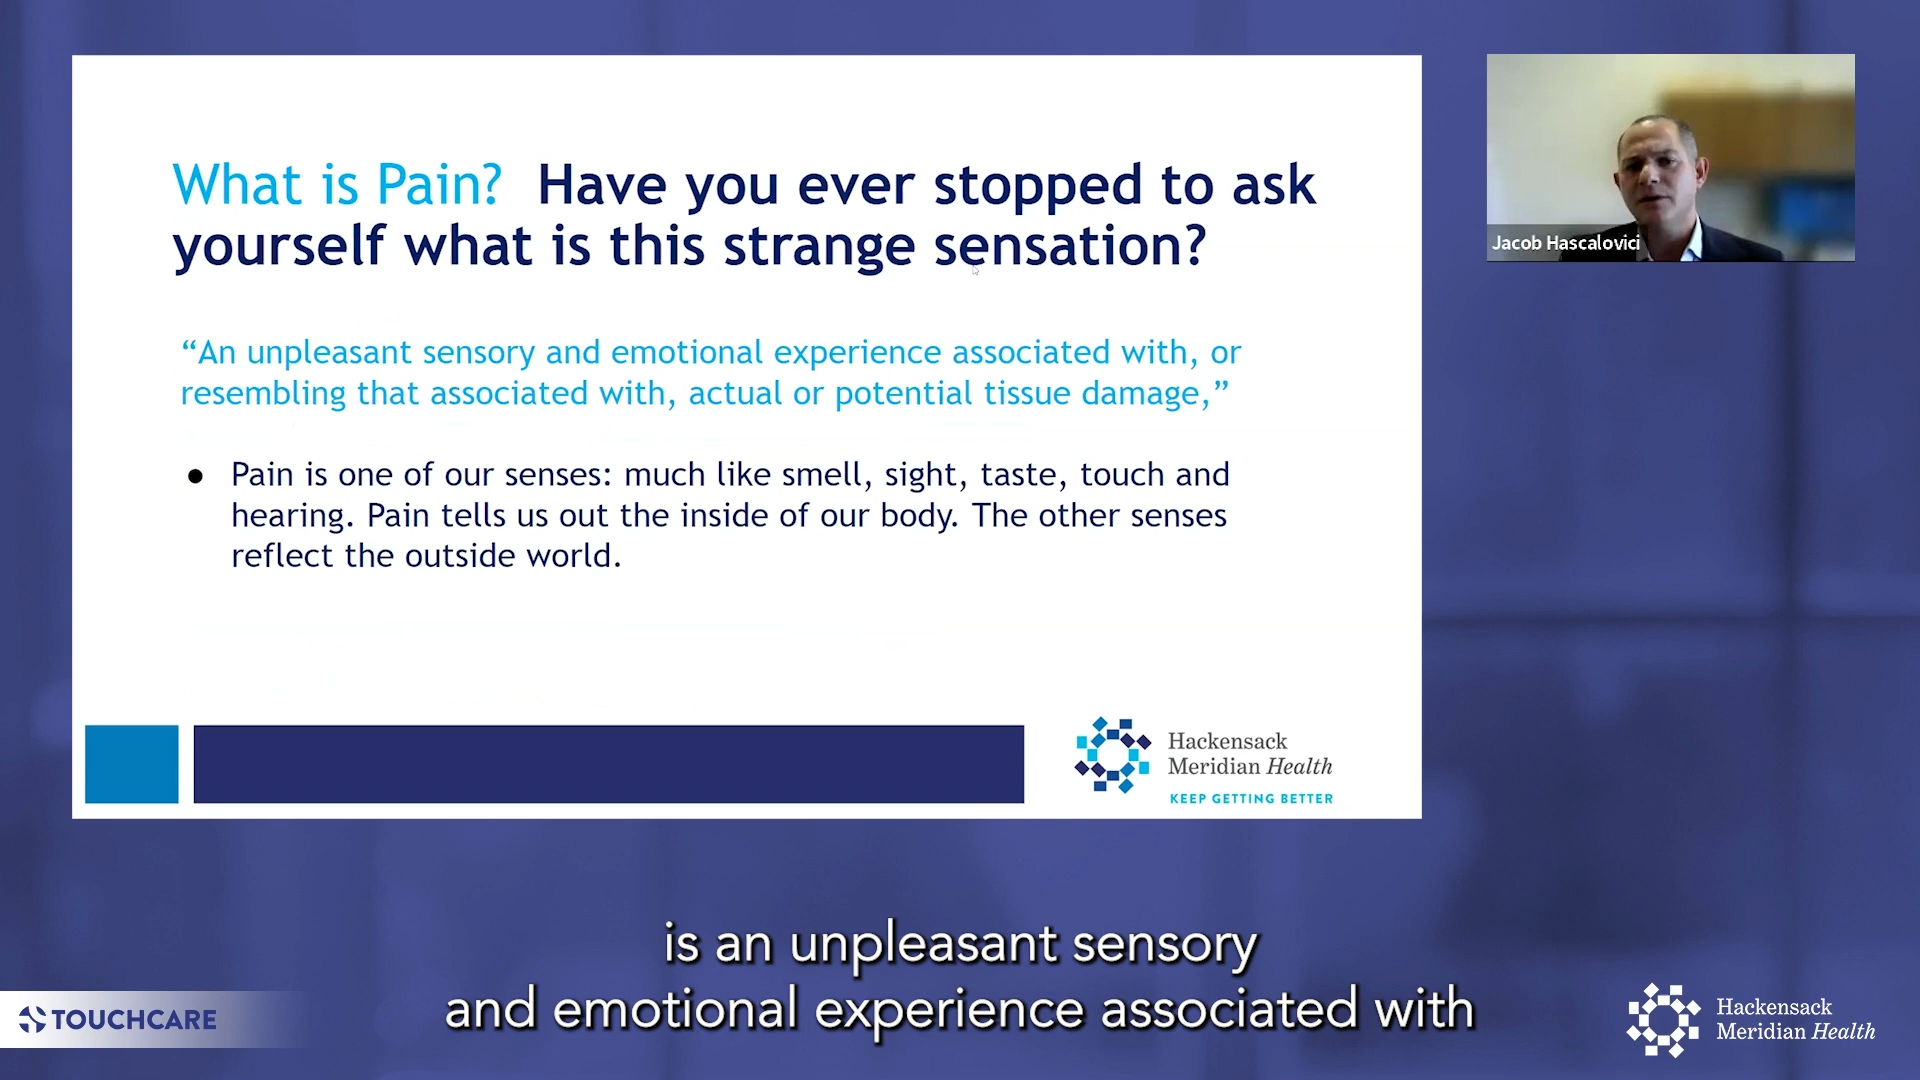 What is Pain? Have you ever stopped to ask
yourself what is this strange sensation?
“An unpleasant sensory and emotional experience associated with, or
resembling that associated with, actual or potential tissue damage,”
● Pain is one of our senses: much like smell, sight, taste, touch and
hearing. Pain tells us out the inside of our body. The other senses
reflect the outside world.
Hackensack
Meridian Health
KEEP GETTING BETTER
Jacob Hascalovici
is an unpleasant sensory
and emotional experience associated with
TOUCHCARE
Hackensack
Meridian Health